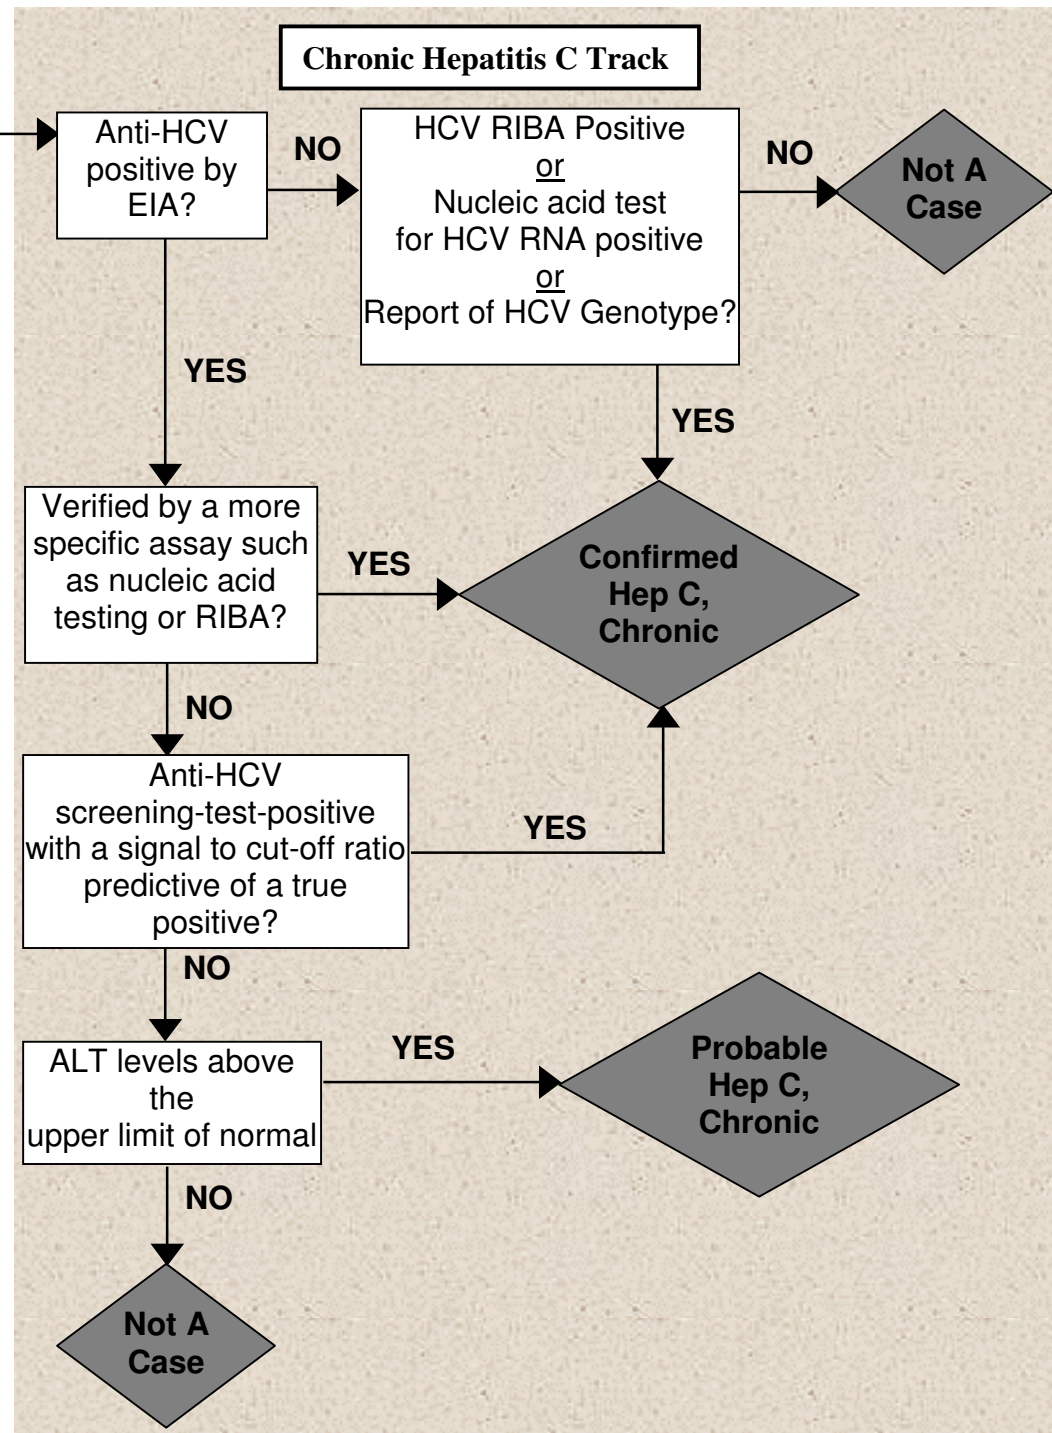 Chronic Hepatitis C Track
Anti-HCV
positive by
EIA?
NO
HCV RIBA Positive
or
Nucleic acid test
for HCV RNA positive
or
Report of HCV Genotype?
NO
Not A
Case
YES
YES
Verified by a more
specific assay such
as nucleic acid
testing or RIBA?
YES
Confirmed
Hep C,
Chronic
NO
Anti-HCV
screening-test-positive
with a signal to cut-off ratio
predictive of a true
positive?
YES
NO
ALT levels above
the
upper limit of normal
YES
Probable
Hep C,
Chronic
NO
Not A
Case